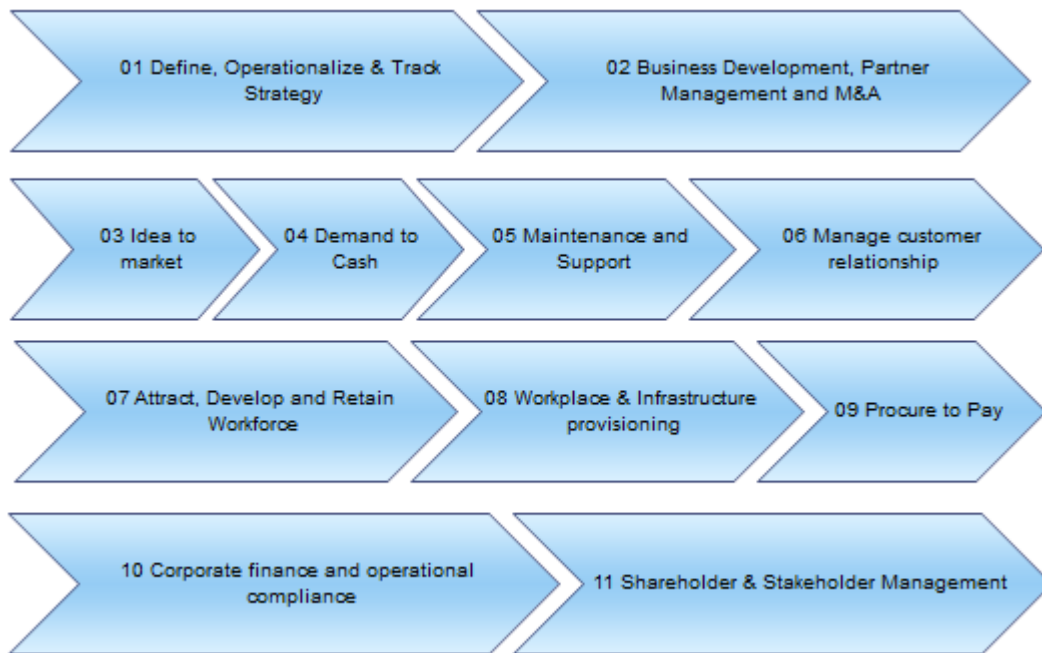 01 Define, Operationalize & Track
Strategy
02 Business Development, Partner
Management and M&A
03 Idea to
market
04 Demand to
Cash
05 Maintenance and
Support
06 Manage customer
relationship
07 Attract, Develop and Retain
Workforce
08 Workplace & Infrastructure
provisioning
09 Procure to Pay
10 Corporate finance and operational
compliance
11 Shareholder & Stakeholder Management